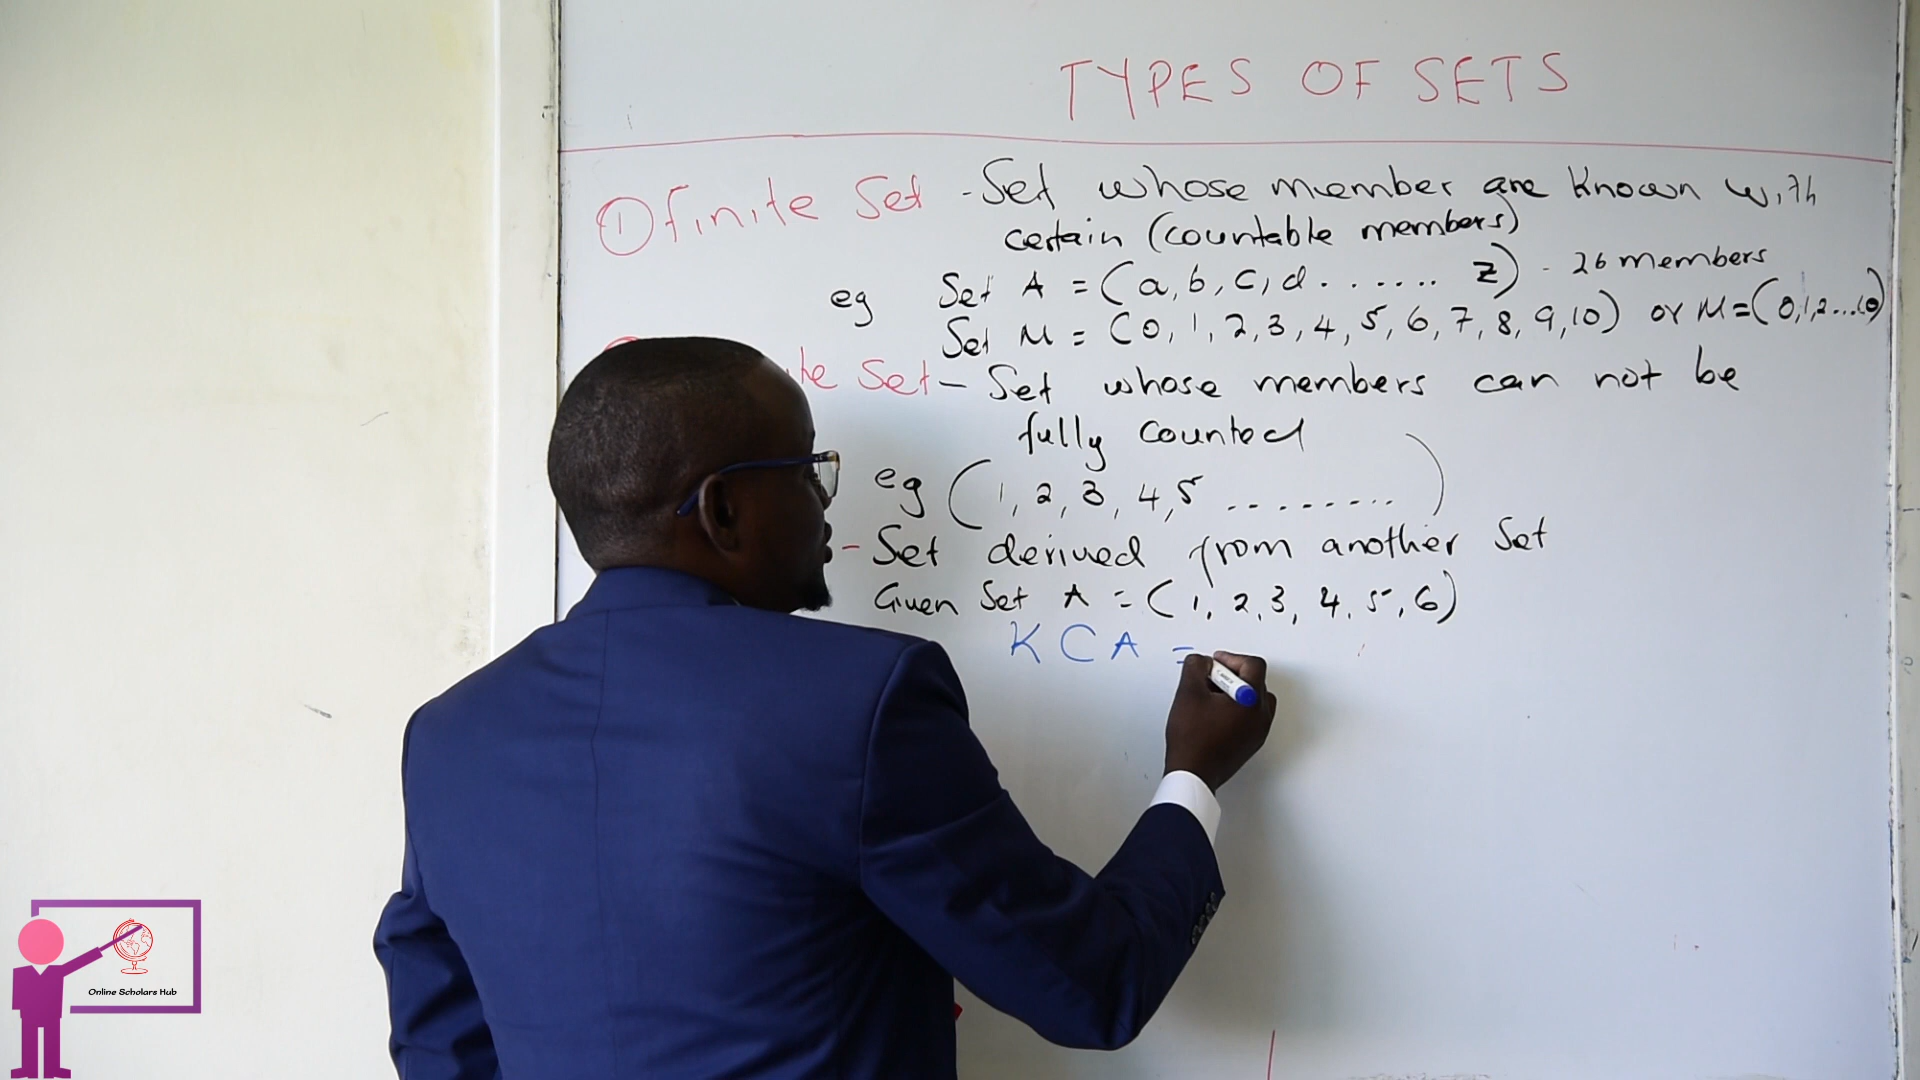 TYPES OF SETS
① Finite Set - Set whose member are known with
certain (countable members)
eg Set A = (a, b, c, d ....... z) - 26 members
Set M = (0, 1, 2, 3, 4, 5, 6, 7, 8, 9, 10) or M = (0,1,2...10)
Set - Set whose members can not be
fully counted
eg (1, 2, 3, 4, 5 ........)
- Set derived from another Set
Given Set A = (1, 2, 3, 4, 5, 6)
K C A =
Online Scholars Hub